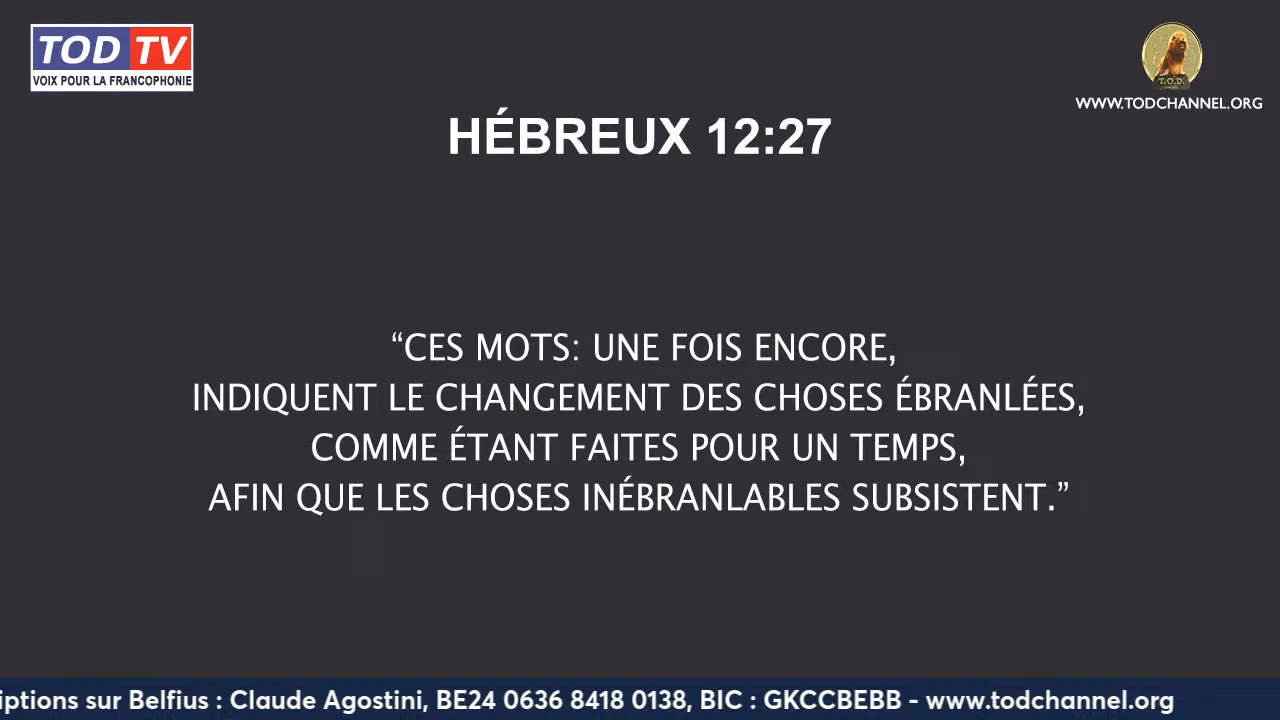 TOD TV
VOIX POUR LA FRANCOPHONIE
T.O.D.
WWW.TODCHANNEL.ORG
HÉBREUX 12:27
“CES MOTS: UNE FOIS ENCORE,
INDIQUENT LE CHANGEMENT DES CHOSES ÉBRANLÉES,
COMME ÉTANT FAITES POUR UN TEMPS,
AFIN QUE LES CHOSES INÉBRANLABLES SUBSISTENT.”
iptions sur Belfius : Claude Agostini, BE24 0636 8418 0138, BIC : GKCCBEBB - www.todchannel.org